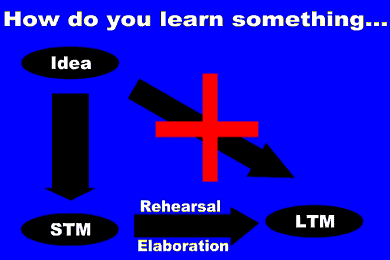 How do you learn something...
Idea
Rehearsal
STM
LTM
Elaboration